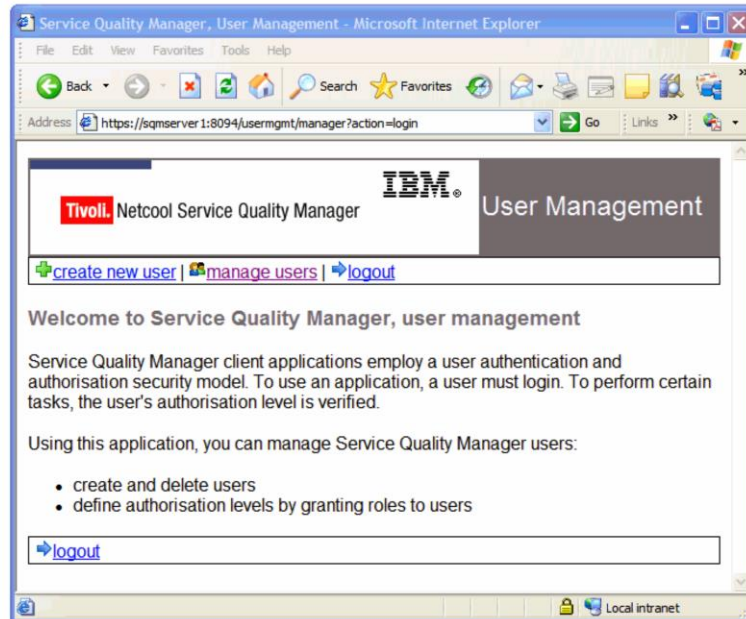 Service Quality Manager, User Management - Microsoft Internet Explorer
File Edit View Favorites Tools Help
Back Search Favorites
Address https://sqmserver1:8094/usermgmt/manager?action=login Go Links »
IBM®
Tivoli. Netcool Service Quality Manager
User Management
create new user | manage users | logout
Welcome to Service Quality Manager, user management
Service Quality Manager client applications employ a user authentication and
authorisation security model. To use an application, a user must login. To perform certain
tasks, the user's authorisation level is verified.
Using this application, you can manage Service Quality Manager users:
• create and delete users
• define authorisation levels by granting roles to users
logout
Local intranet